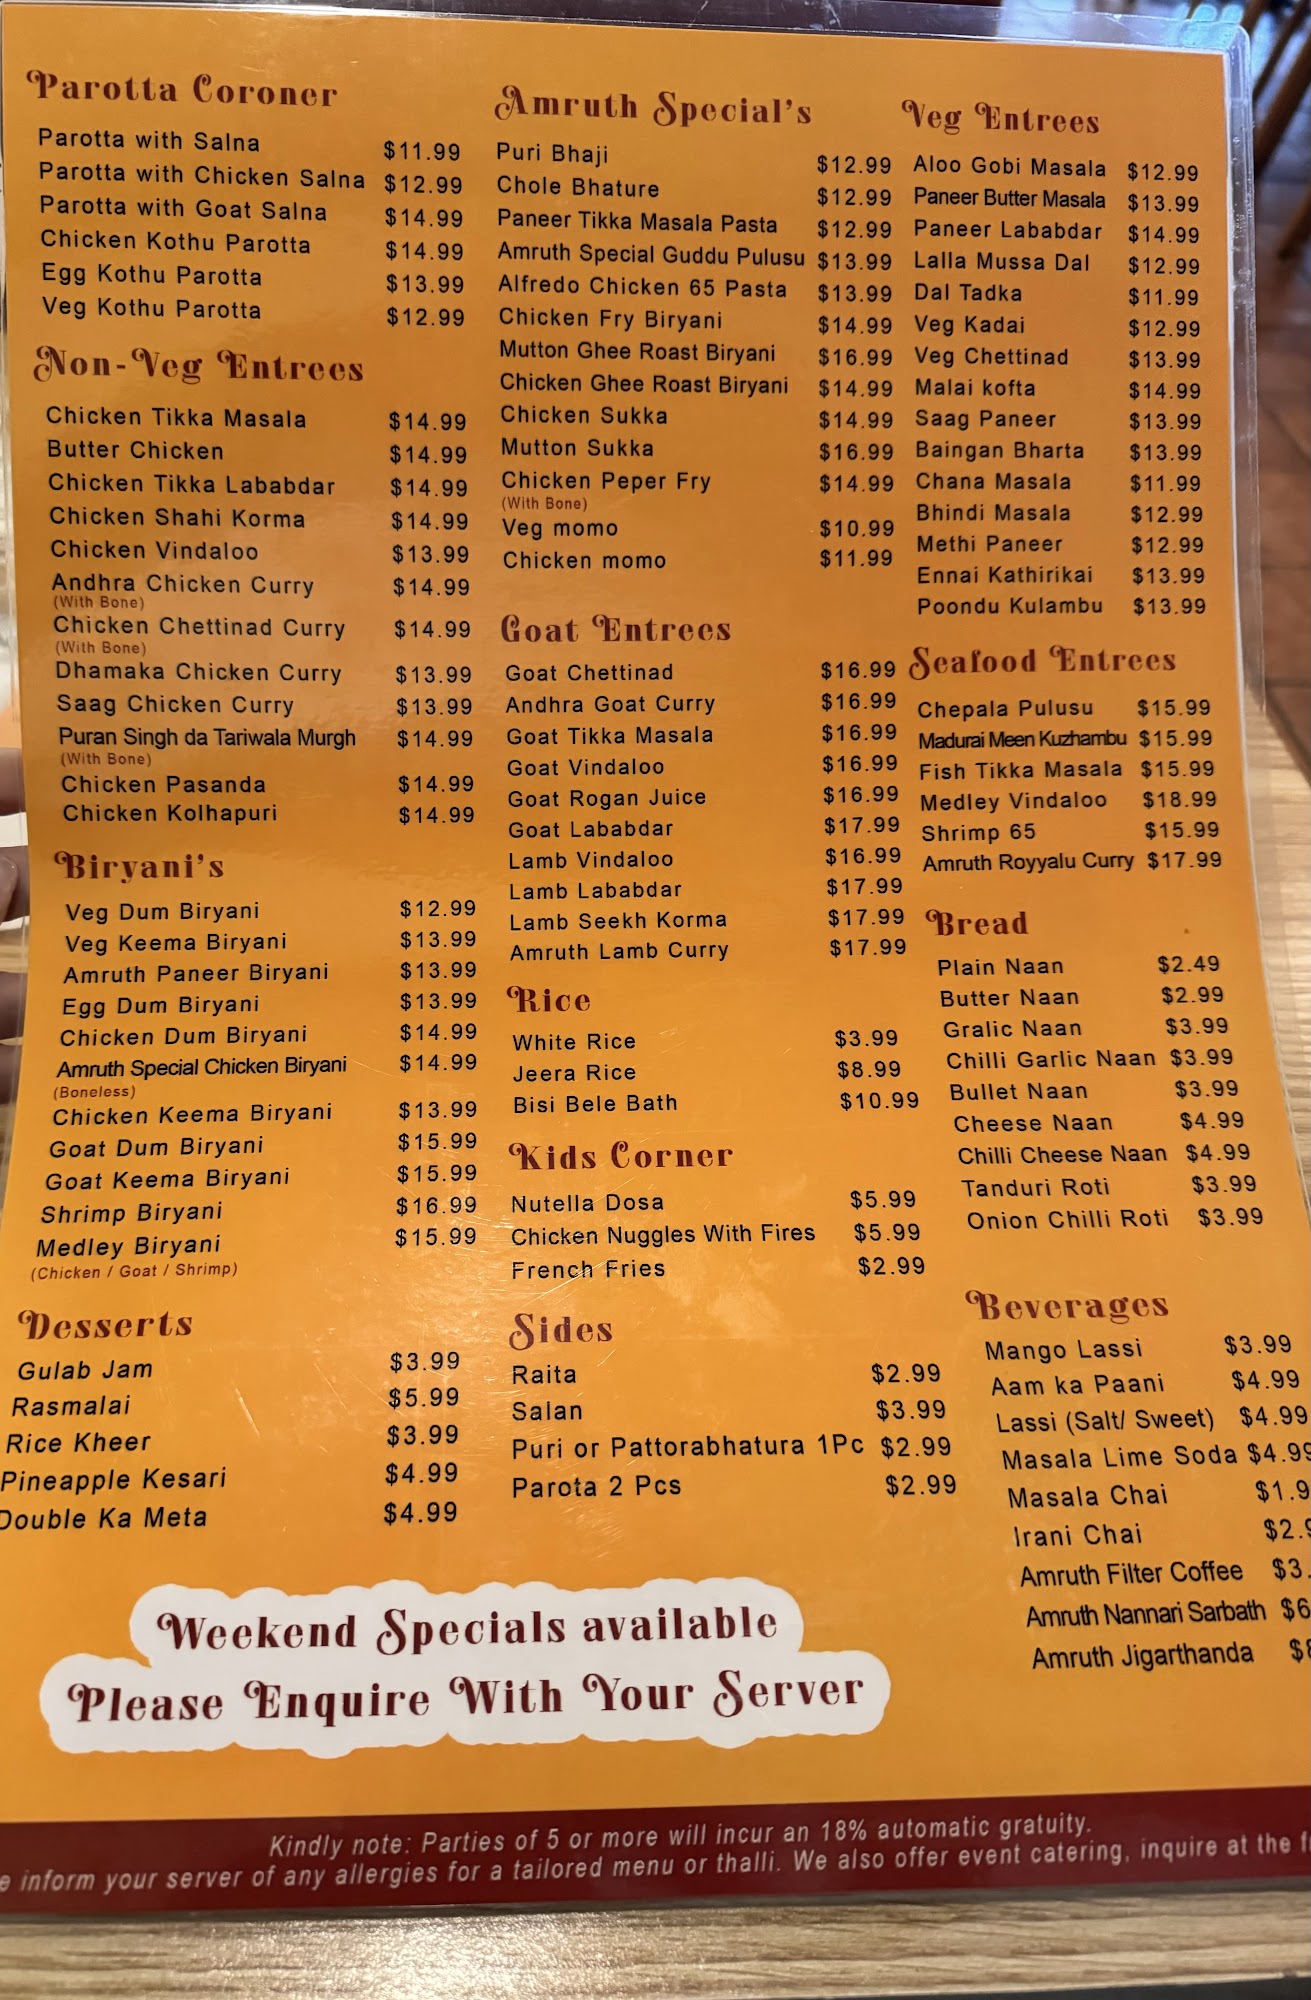 Parotta Coroner
Parotta with Salna $11.99
Parotta with Chicken Salna $12.99
Parotta with Goat Salna $14.99
Chicken Kothu Parotta $14.99
Egg Kothu Parotta $13.99
Veg Kothu Parotta $12.99
Non-Veg Entrees
Chicken Tikka Masala $14.99
Butter Chicken $14.99
Chicken Tikka Lababdar $14.99
Chicken Shahi Korma $14.99
Chicken Vindaloo $13.99
Andhra Chicken Curry $14.99
(With Bone)
Chicken Chettinad Curry $14.99
(With Bone)
Dhamaka Chicken Curry $13.99
Saag Chicken Curry $13.99
Puran Singh da Tariwala Murgh $14.99
(With Bone)
Chicken Pasanda $14.99
Chicken Kolhapuri $14.99
Biryani's
Veg Dum Biryani $12.99
Veg Keema Biryani $13.99
Amruth Paneer Biryani $13.99
Egg Dum Biryani $13.99
Chicken Dum Biryani $14.99
Amruth Special Chicken Biryani $14.99
(Boneless)
Chicken Keema Biryani $13.99
Goat Dum Biryani $15.99
Goat Keema Biryani $15.99
Shrimp Biryani $16.99
Medley Biryani $15.99
(Chicken / Goat / Shrimp)
Desserts
Gulab Jam $3.99
Rasmalai $5.99
Rice Kheer $3.99
Pineapple Kesari $4.99
Double Ka Meta $4.99
Amruth Special's
Puri Bhaji $12.99
Chole Bhature $12.99
Paneer Tikka Masala Pasta $12.99
Amruth Special Guddu Pulusu $13.99
Alfredo Chicken 65 Pasta $13.99
Chicken Fry Biryani $14.99
Mutton Ghee Roast Biryani $16.99
Chicken Ghee Roast Biryani $14.99
Chicken Sukka $14.99
Mutton Sukka $16.99
Chicken Peper Fry $14.99
(With Bone)
Veg momo $10.99
Chicken momo $11.99
Goat Entrees
Goat Chettinad $16.99
Andhra Goat Curry $16.99
Goat Tikka Masala $16.99
Goat Vindaloo $16.99
Goat Rogan Juice $16.99
Goat Lababdar $17.99
Lamb Vindaloo $16.99
Lamb Lababdar $17.99
Lamb Seekh Korma $17.99
Amruth Lamb Curry $17.99
Rice
White Rice $3.99
Jeera Rice $8.99
Bisi Bele Bath $10.99
Kids Corner
Nutella Dosa $5.99
Chicken Nuggles With Fires $5.99
French Fries $2.99
Sides
Raita $2.99
Salan $3.99
Puri or Pattorabhatura 1Pc $2.99
Parota 2 Pcs $2.99
Veg Entrees
Aloo Gobi Masala $12.99
Paneer Butter Masala $13.99
Paneer Lababdar $14.99
Lalla Mussa Dal $12.99
Dal Tadka $11.99
Veg Kadai $12.99
Veg Chettinad $13.99
Malai kofta $14.99
Saag Paneer $13.99
Baingan Bharta $13.99
Chana Masala $11.99
Bhindi Masala $12.99
Methi Paneer $12.99
Ennai Kathirikai $13.99
Poondu Kulambu $13.99
Seafood Entrees
Chepala Pulusu $15.99
Madurai Meen Kuzhambu $15.99
Fish Tikka Masala $15.99
Medley Vindaloo $18.99
Shrimp 65 $15.99
Amruth Royyalu Curry $17.99
Bread
Plain Naan $2.49
Butter Naan $2.99
Gralic Naan $3.99
Chilli Garlic Naan $3.99
Bullet Naan $3.99
Cheese Naan $4.99
Chilli Cheese Naan $4.99
Tanduri Roti $3.99
Onion Chilli Roti $3.99
Beverages
Mango Lassi $3.99
Aam ka Paani $4.99
Lassi (Salt/ Sweet) $4.99
Masala Lime Soda $4.99
Masala Chai $1.9
Irani Chai $2.
Amruth Filter Coffee $3.
Amruth Nannari Sarbath $6
Amruth Jigarthanda
Weekend Specials available
Please Enquire With Your Server
Kindly note: Parties of 5 or more will incur an 18% automatic gratuity.
inform your server of any allergies for a tailored menu or thalli. We also offer event catering, inquire at the